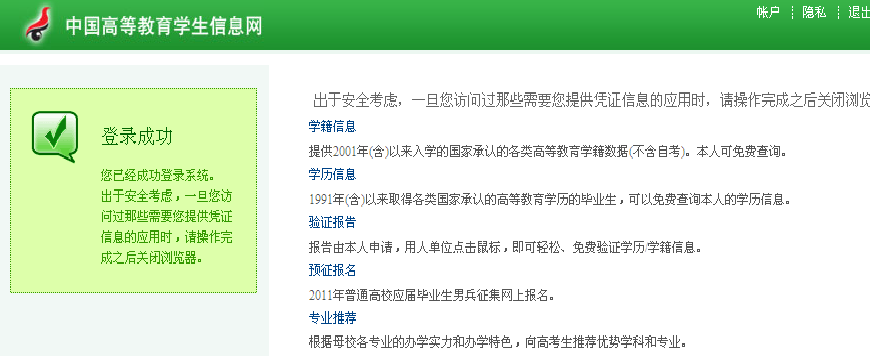 中国高等教育学生信息网
帐户 ┊ 隐私 ┊ 退出
登录成功
您已经成功登录系统。
出于安全考虑，一旦您访
问过那些需要您提供凭证
信息的应用时，请操作完
成之后关闭浏览器。
出于安全考虑，一旦您访问过那些需要您提供凭证信息的应用时，请操作完成之后关闭浏览
学籍信息
提供2001年(含)以来入学的国家承认的各类高等教育学籍数据(不含自考)。本人可免费查询。
学历信息
1991年(含)以来取得各类国家承认的高等教育学历的毕业生，可以免费查询本人的学历信息。
验证报告
报告由本人申请，用人单位点击鼠标，即可轻松、免费验证学历/学籍信息。
预征报名
2011年普通高校应届毕业生男兵征集网上报名。
专业推荐
根据母校各专业的办学实力和办学特色，向高考生推荐优势学科和专业。